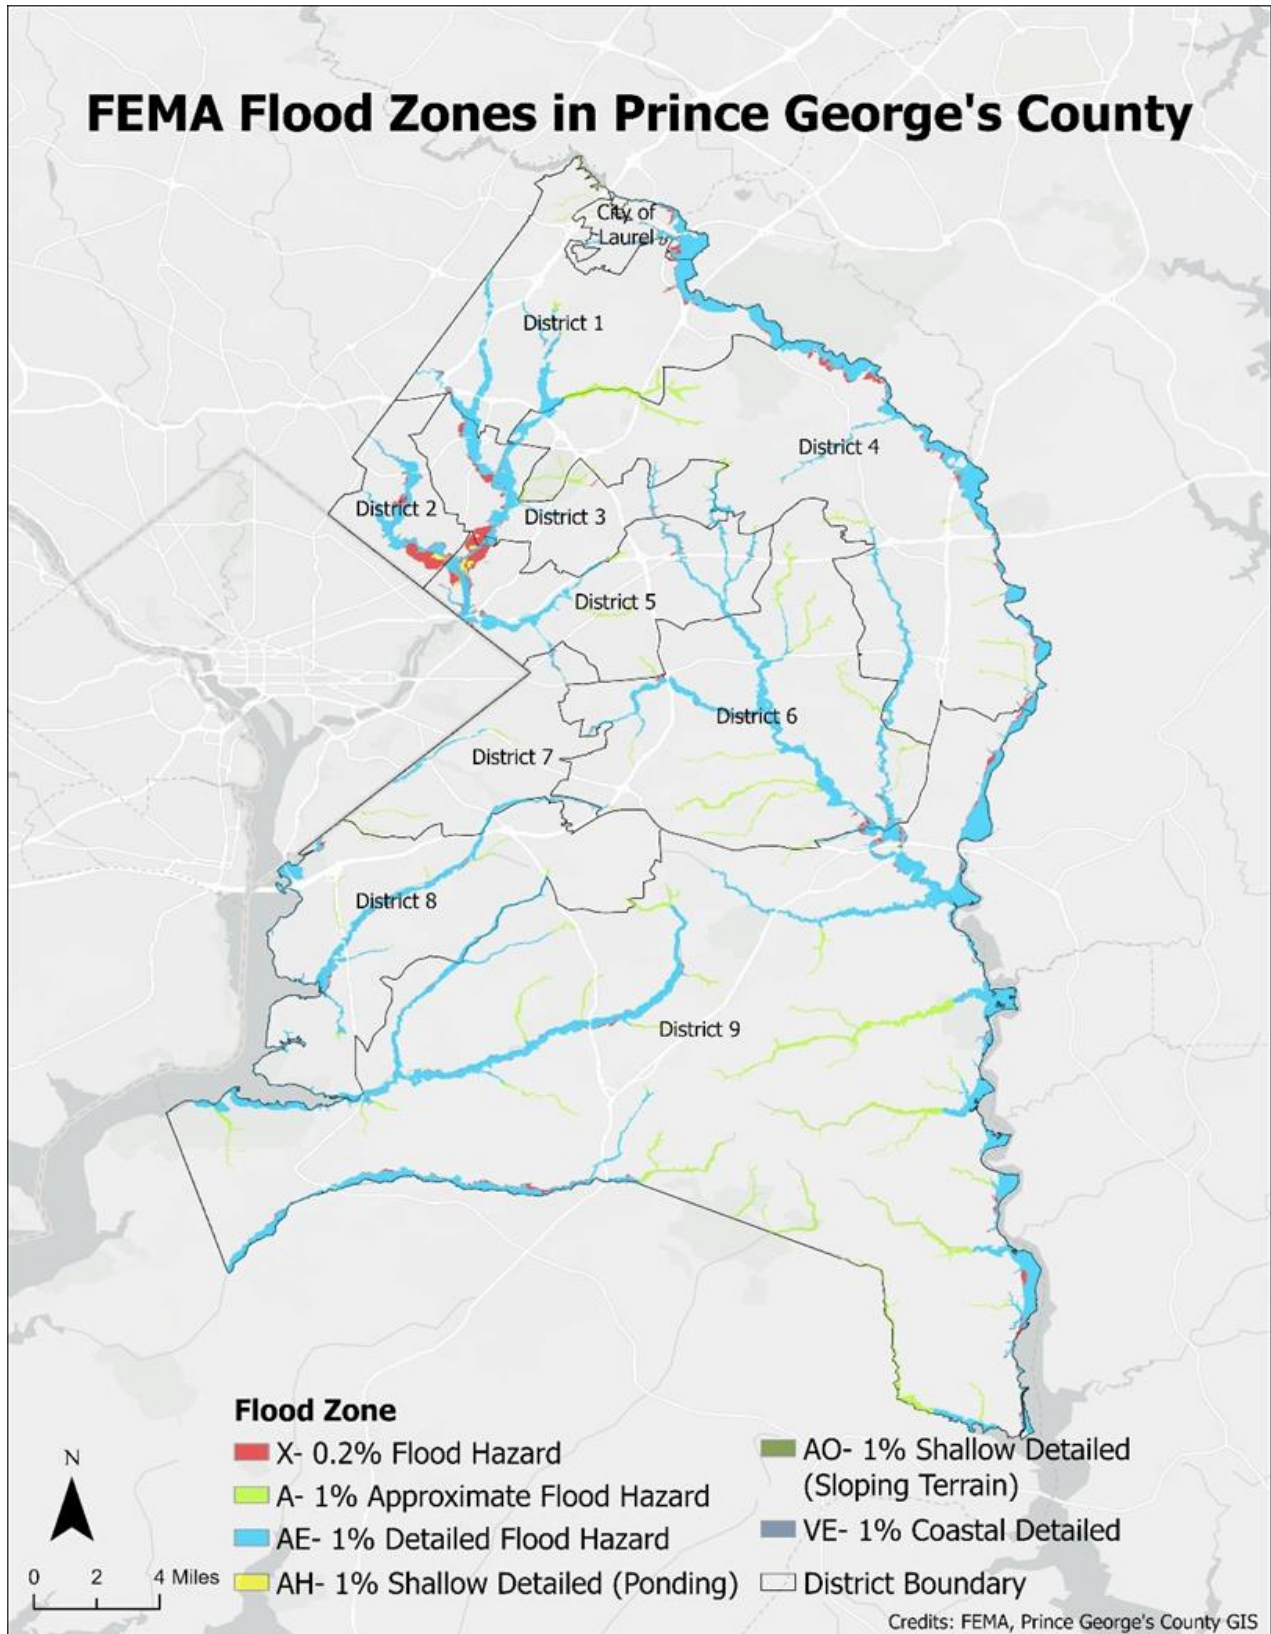 FEMA Flood Zones in Prince George's County
City of
Laurel
District 1
District 4
District 2
District 3
District 5
District 6
District 7
District 8
District 9
Flood Zone
X- 0.2% Flood Hazard
A- 1% Approximate Flood Hazard
AE- 1% Detailed Flood Hazard
AH- 1% Shallow Detailed (Ponding)
AO- 1% Shallow Detailed
(Sloping Terrain)
VE- 1% Coastal Detailed
District Boundary
N
0 2 4 Miles
Credits: FEMA, Prince George's County GIS